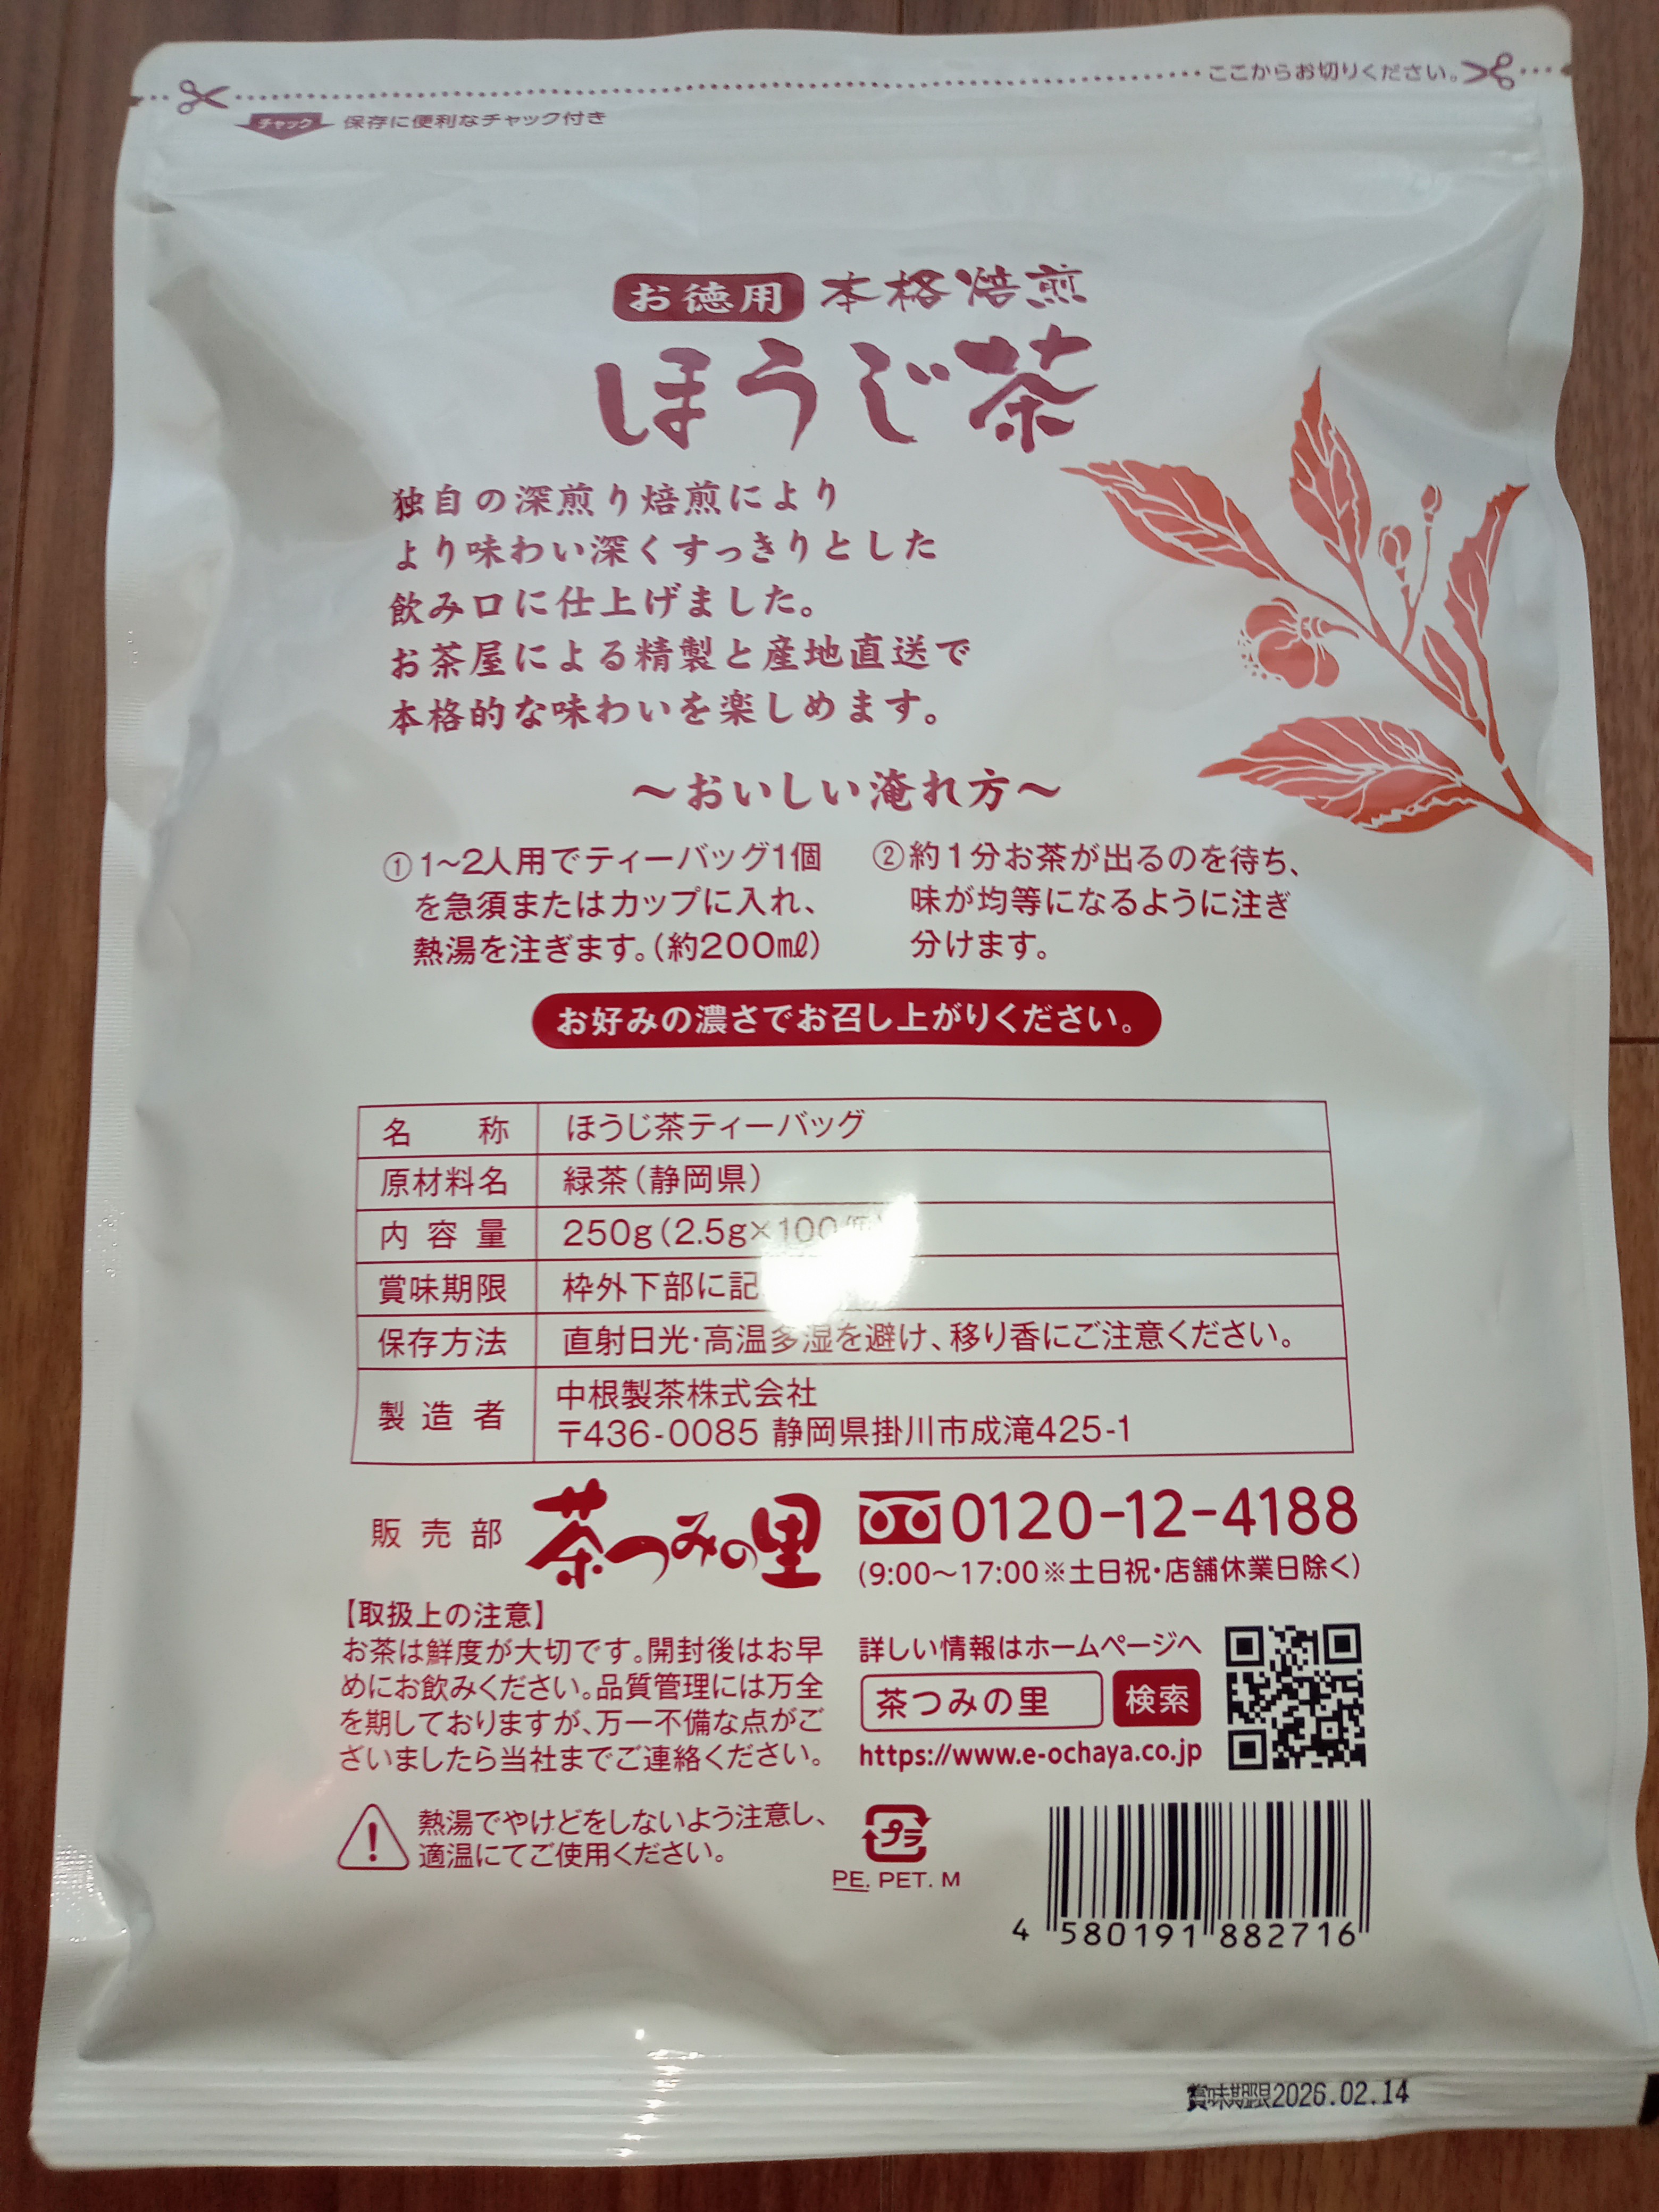 ここからお切りください。
チャック 保存に便利なチャック付き
お徳用 本格焙煎
ほうじ茶
独自の深煎り焙煎により
より味わい深くすっきりとした
飲み口に仕上げました。
お茶屋による精製と産地直送で
本格的な味わいを楽しめます。
〜おいしい淹れ方〜
①1〜2人用でティーバッグ1個
を急須またはカップに入れ、
熱湯を注ぎます。(約200㎖)
②約1分お茶が出るのを待ち、
味が均等になるように注ぎ
分けます。
お好みの濃さでお召し上がりください。
名称 ほうじ茶ティーバッグ
原材料名 緑茶(静岡県)
内容量 250g(2.5g×100
賞味期限 枠外下部に記
保存方法 直射日光・高温多湿を避け、移り香にご注意ください。
製造者 中根製茶株式会社
〒436-0085 静岡県掛川市成滝425-1
販売部 茶つみの里 0120-12-4188
(9:00〜17:00※土日祝・店舗休業日除く)
【取扱上の注意】
お茶は鮮度が大切です。開封後はお早
めにお飲みください。品質管理には万全
を期しておりますが、万一不備な点がご
ざいましたら当社までご連絡ください。
詳しい情報はホームページへ
茶つみの里 検索
https://www.e-ochaya.co.jp
熱湯でやけどをしないよう注意し、
適温にてご使用ください。
プラ
PE. PET. M
4 580191 882716
賞味期限2026.02.14